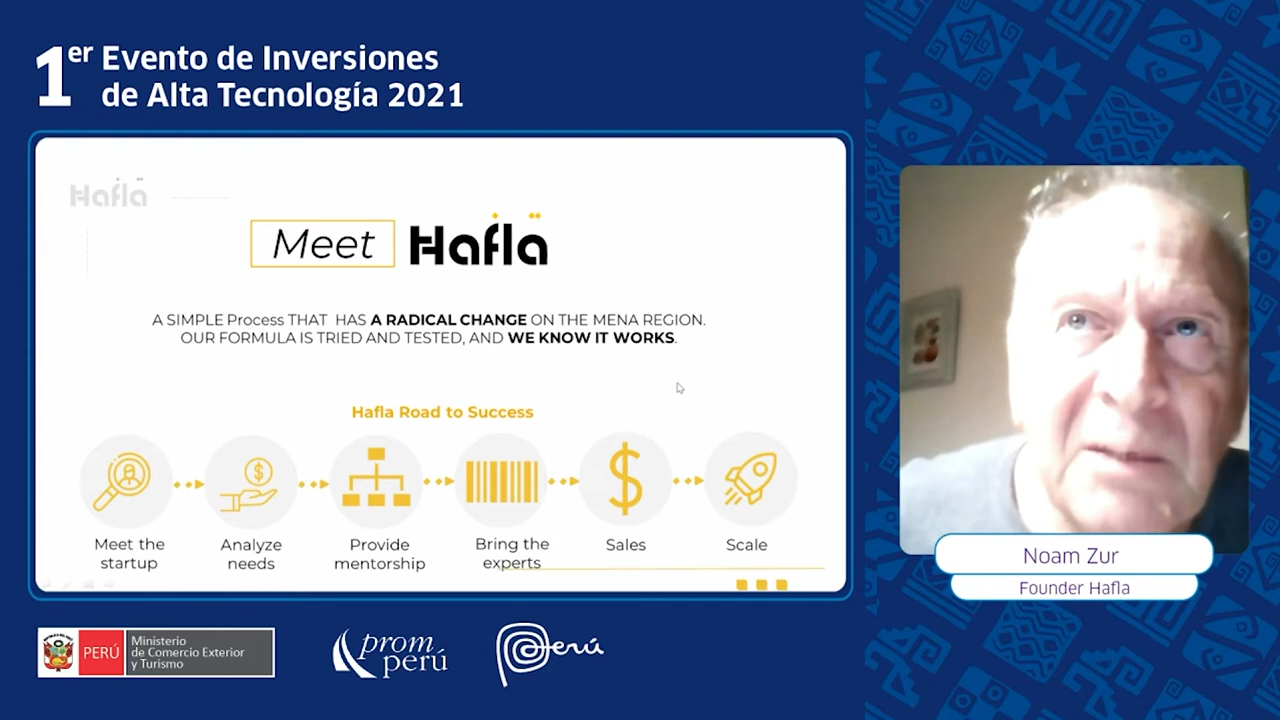 1er Evento de Inversiones
de Alta Tecnología 2021
Hafla
Meet Hafla
A SIMPLE Process THAT HAS A RADICAL CHANGE ON THE MENA REGION.
OUR FORMULA IS TRIED AND TESTED, AND WE KNOW IT WORKS.
Hafla Road to Success
Meet the
startup
Analyze
needs
Provide
mentorship
Bring the
experts
Sales
Scale
Noam Zur
Founder Hafla
PERÚ
Ministerio
de Comercio Exterior
y Turismo
prom
perú
Perú